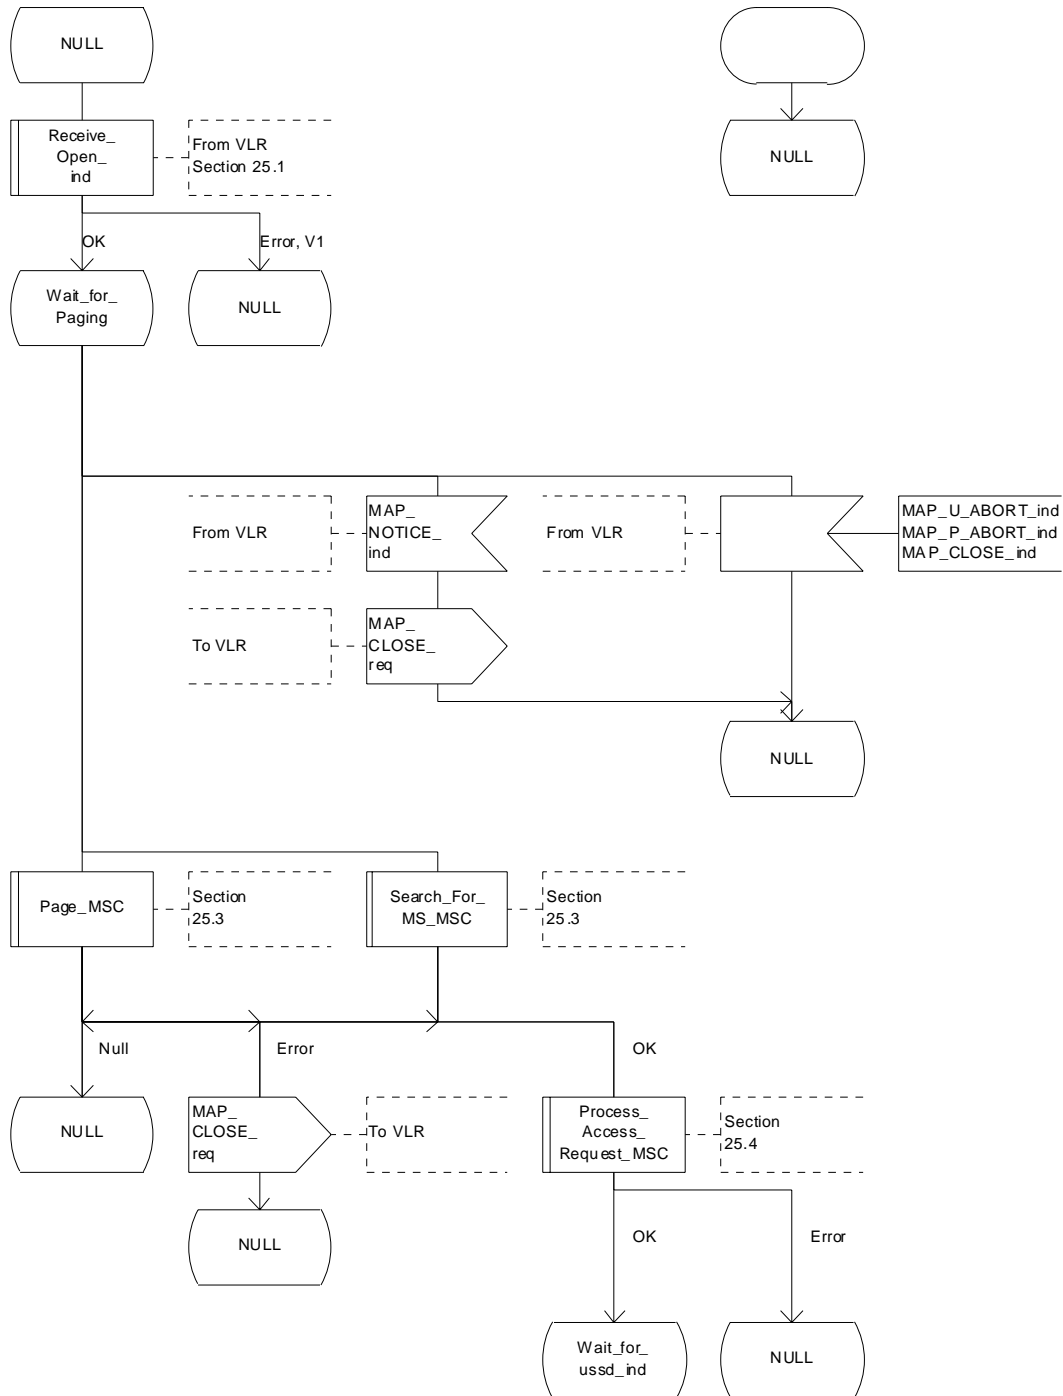 NULL
Receive_
Open_
ind
From VLR
Section 25.1
NULL
OK
Error, V1
Wait_for_
Paging
NULL
From VLR
MAP_
NOTICE_
ind
From VLR
MAP_U_ABORT_ind
MAP_P_ABORT_ind
MAP_CLOSE_ind
To VLR
MAP_
CLOSE_
req
NULL
Page_MSC
Section
25.3
Search_For_
MS_MSC
Section
25.3
Null
Error
OK
NULL
MAP_
CLOSE_
req
To VLR
Process_
Access_
Request_MSC
Section
25.4
NULL
OK
Error
Wait_for_
ussd_ind
NULL